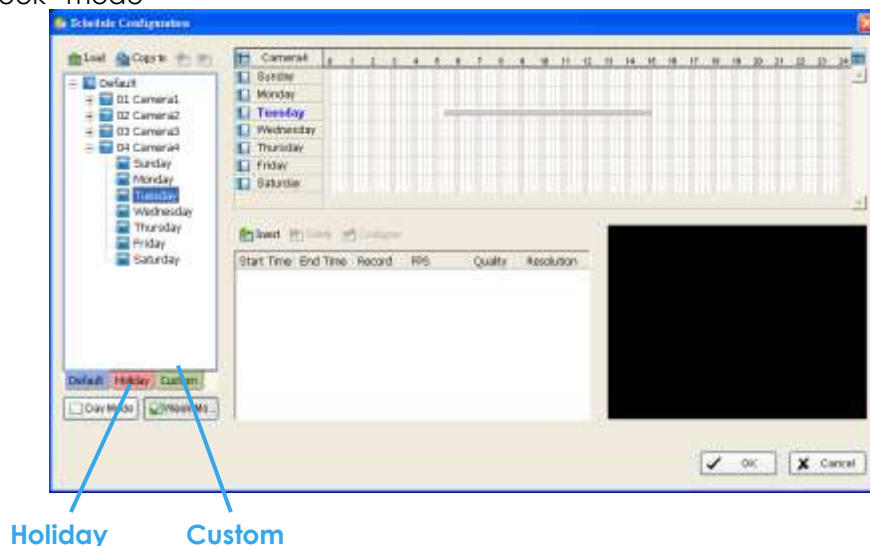 Schedule Configuration
Load Copy to
Default
01 Camera1
02 Camera2
03 Camera3
04 Camera4
Sunday
Monday
Tuesday
Wednesday
Thursday
Friday
Saturday
Default Holiday Custom
Day Mode Week Mo...
Camera4 0 1 2 3 4 5 6 7 8 9 10 11 12 13 14 15 16 17 18 19 20 21 22 23 24
Sunday
Monday
Tuesday
Wednesday
Thursday
Friday
Saturday
Insert Delete Configure
Start Time End Time Record FPS Quality Resolution
OK Cancel
Holiday Custom